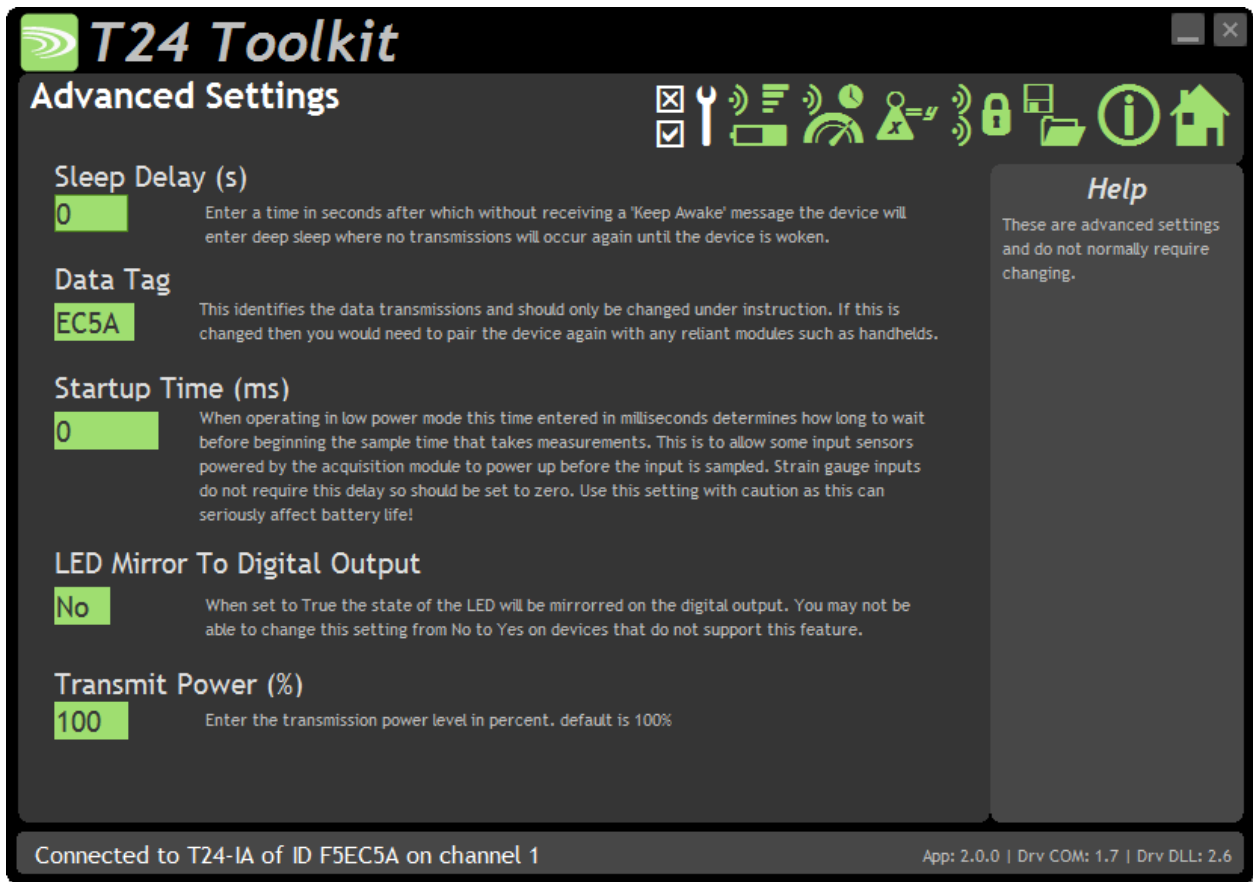 T24 Toolkit
Advanced Settings
x=y
Sleep Delay (s)
0
Enter a time in seconds after which without receiving a 'Keep Awake' message the device will
enter deep sleep where no transmissions will occur again until the device is woken.
Data Tag
EC5A
This identifies the data transmissions and should only be changed under instruction. If this is
changed then you would need to pair the device again with any reliant modules such as handhelds.
Startup Time (ms)
0
When operating in low power mode this time entered in milliseconds determines how long to wait
before beginning the sample time that takes measurements. This is to allow some input sensors
powered by the acquisition module to power up before the input is sampled. Strain gauge inputs
do not require this delay so should be set to zero. Use this setting with caution as this can
seriously affect battery life!
LED Mirror To Digital Output
No
When set to True the state of the LED will be mirrorred on the digital output. You may not be
able to change this setting from No to Yes on devices that do not support this feature.
Transmit Power (%)
100
Enter the transmission power level in percent. default is 100%
Help
These are advanced settings
and do not normally require
changing.
Connected to T24-IA of ID F5EC5A on channel 1
App: 2.0.0 | Drv COM: 1.7 | Drv DLL: 2.6